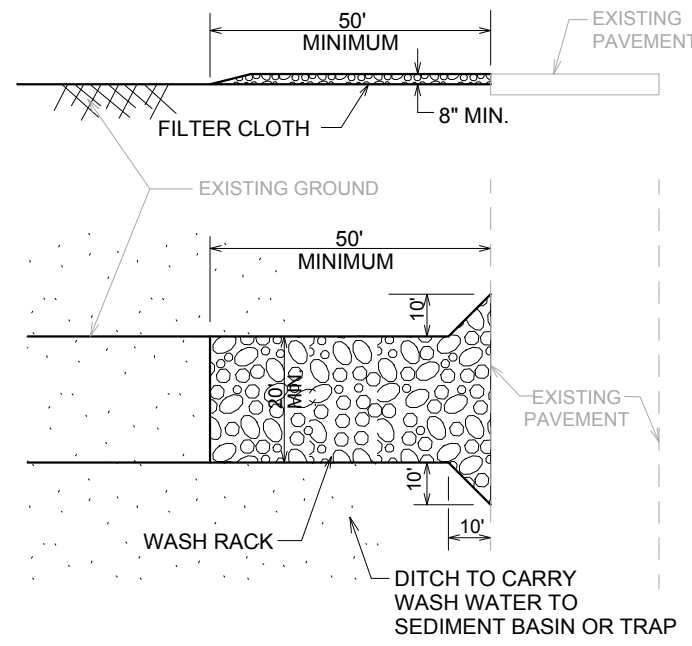 50'
MINIMUM
EXISTING
PAVEMENT
FILTER CLOTH
8" MIN.
EXISTING GROUND
50'
MINIMUM
10'
20'
MIN.
EXISTING
PAVEMENT
10'
10'
WASH RACK
DITCH TO CARRY
WASH WATER TO
SEDIMENT BASIN OR TRAP